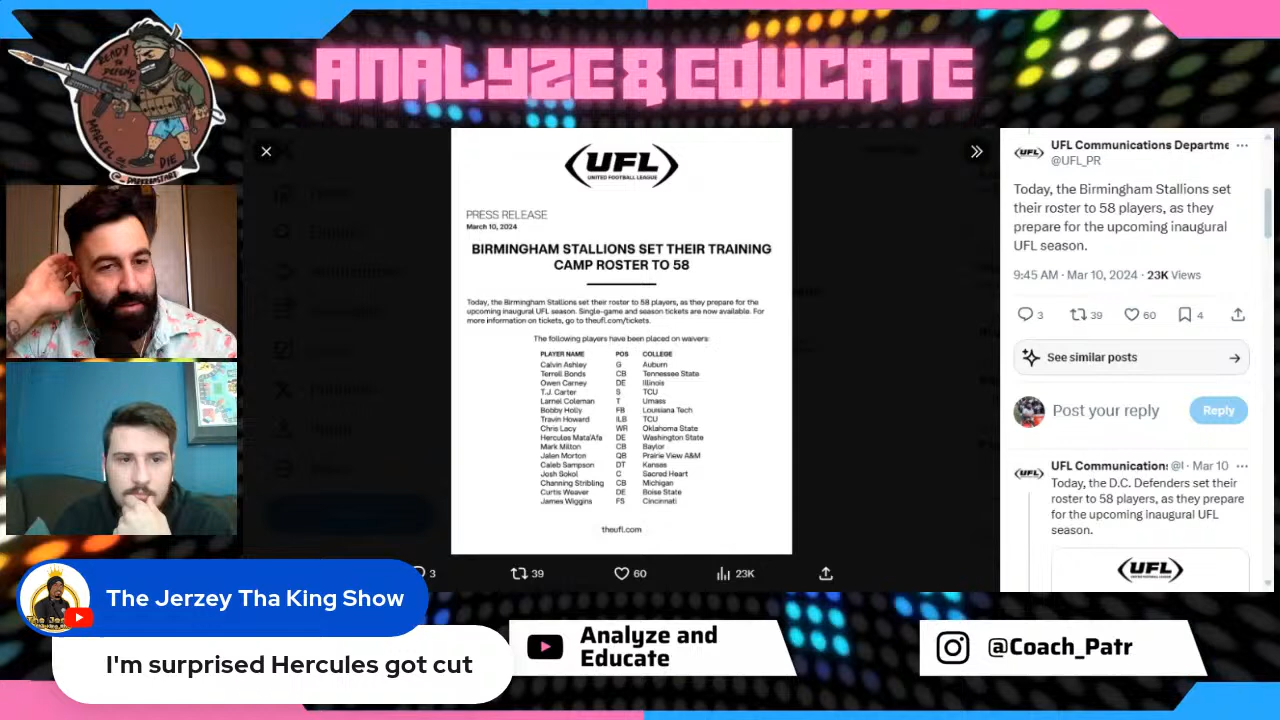 ANALYZE & EDUCATE
READY
TO
DEFEND
MARCEL OR
DIE
UFL
UNITED FOOTBALL LEAGUE
PRESS RELEASE
March 10, 2024
BIRMINGHAM STALLIONS SET THEIR TRAINING
CAMP ROSTER TO 58
Today, the Birmingham Stallions set their roster to 58 players, as they prepare for the
upcoming inaugural UFL season. Single-game and season tickets are now available. For
more information on tickets, go to theufl.com/tickets.
The following players have been placed on waivers:
PLAYER NAME POS COLLEGE
Calvin Ashley G Auburn
Terrell Bonds CB Tennessee State
Owen Carney DE Illinois
T.J. Carter S TCU
Larnel Coleman T Umass
Bobby Holly FB Louisiana Tech
Travin Howard ILB TCU
Chris Lacy WR Oklahoma State
Hercules Mata'Afa DE Washington State
Mark Milton CB Baylor
Jalen Morton QB Prairie View A&M
Caleb Sampson DT Kansas
Josh Sokol C Sacred Heart
Channing Stribling CB Michigan
Curtis Weaver DE Boise State
James Wiggins FS Cincinnati
theufl.com
3 39 60 23K
UFL
UFL Communications Departme ...
@UFL_PR
Today, the Birmingham Stallions set
their roster to 58 players, as they
prepare for the upcoming inaugural
UFL season.
9:45 AM · Mar 10, 2024 · 23K Views
3 39 60 4
See similar posts
Post your reply Reply
UFL
UFL Communications @l · Mar 10 ...
Today, the D.C. Defenders set their
roster to 58 players, as they prepare
for the upcoming inaugural UFL
season.
UFL
The Jerzey Tha King Show
I'm surprised Hercules got cut
Analyze and
Educate
@Coach_Patr